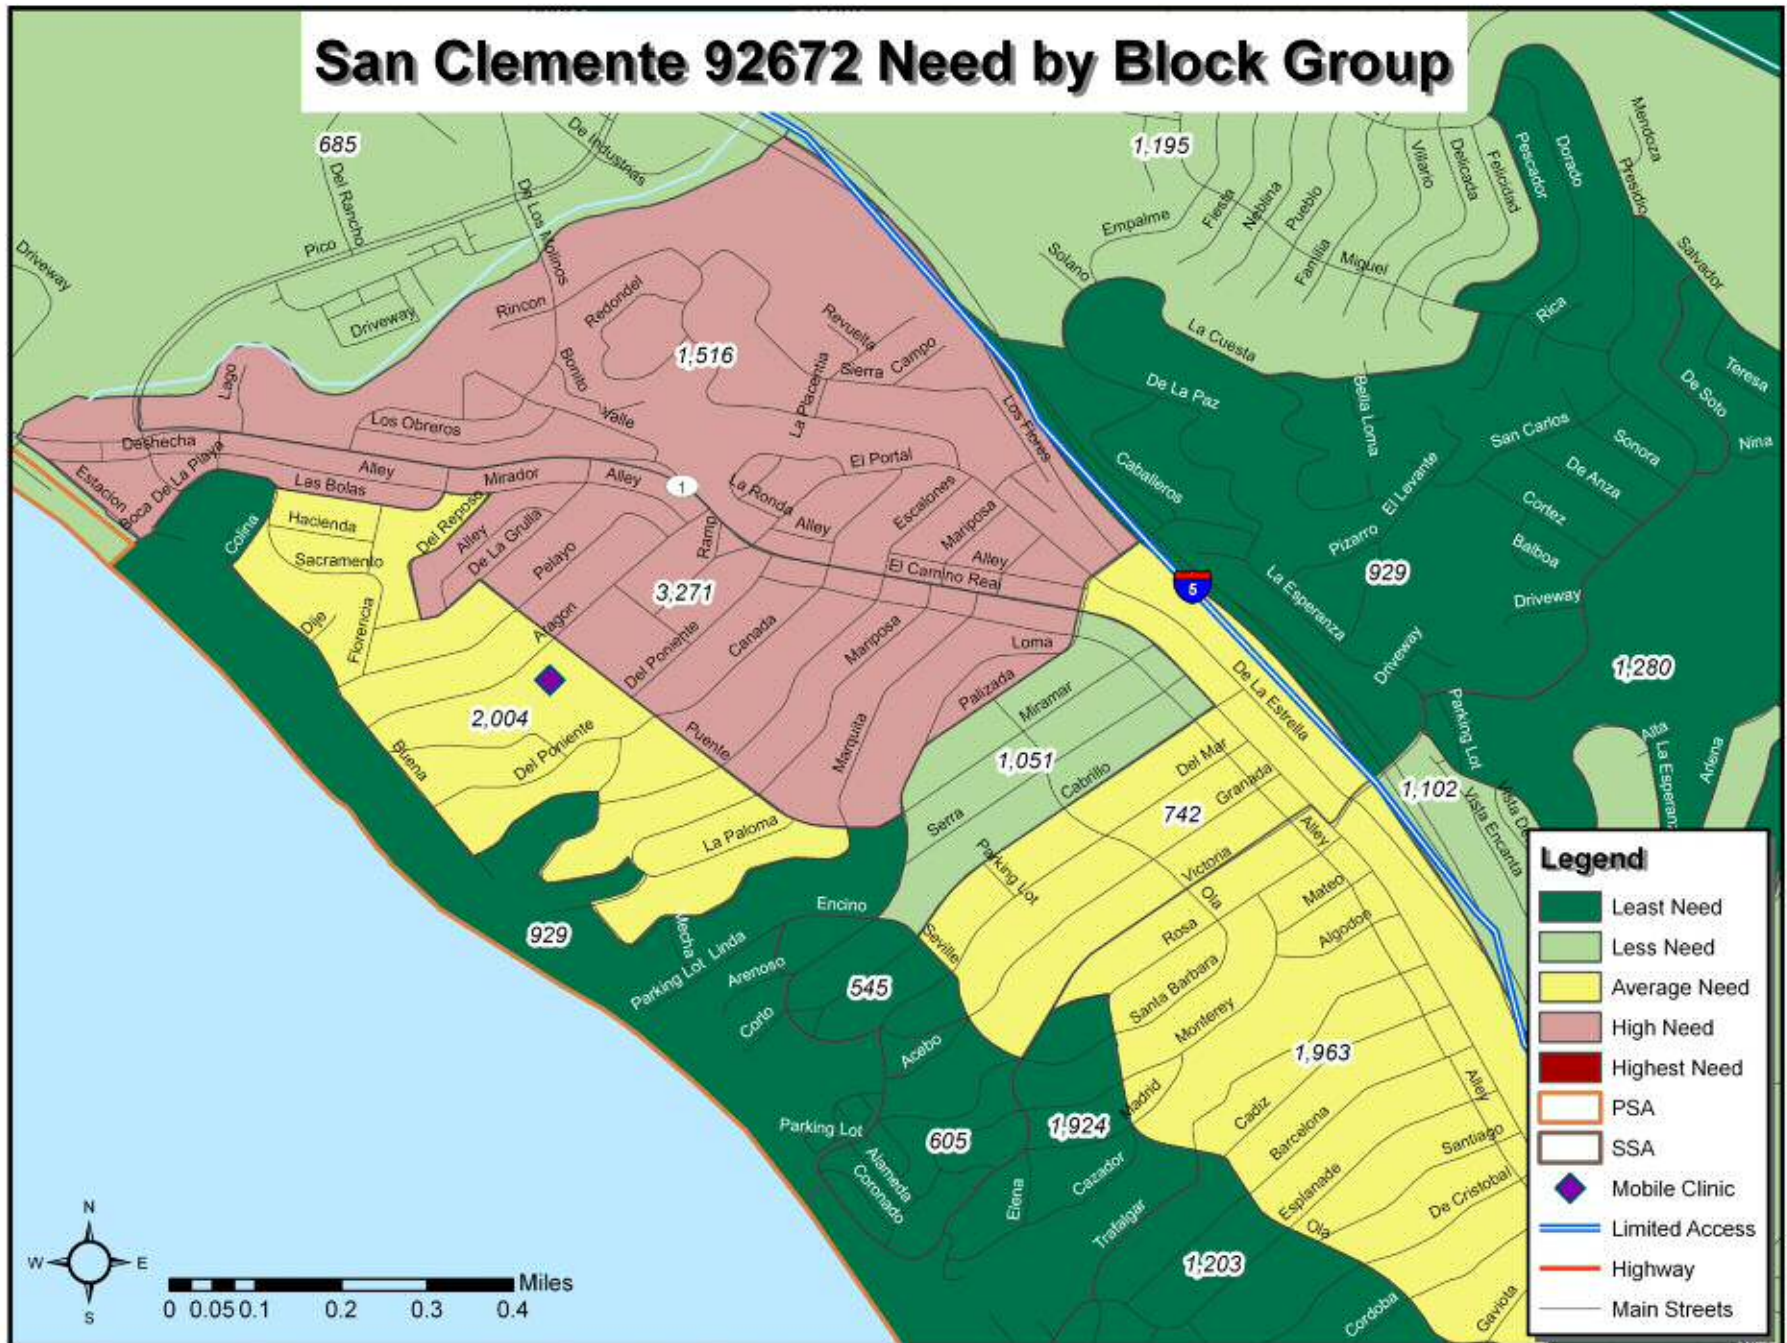 San Clemente 92672 Need by Block Group
685
1,195
De Industrias
Del Rancho
De Los Molinos
Pico
Driveway
Driveway
Mendoza
Presidio
Dorado
Pescador
Felicidad
Delicada
Villario
Pueblo
Neblina
Fiesta
Empalme
Solano
Familia
Miguel
Salvador
Rica
La Cuesta
Teresa
De Soto
Nina
Rincon
Redondel
Revuelta
Campo
Sierra
La Placentia
1,516
Bonito
Valle
Lago
Los Obreros
Los Flores
De La Paz
Bella Loma
San Carlos
Sonora
De Anza
Cortez
Balboa
El Levante
Pizarro
Caballeros
Deshecha
Estacion
Boca De La Playa
Alley
Las Bolas
Mirador
Alley
1
El Portal
La Ronda
Alley
Escalones
Mariposa
Alley
El Camino Real
Ramp
Colina
Hacienda
Sacramento
Del Reposo
Alley
De La Grulla
Pelayo
5
929
La Esperanza
Driveway
Driveway
Dije
Florencia
Aragon
3,271
Del Poniente
Canada
Mariposa
Loma
Palizada
Miramar
De La Estrella
1,280
Parking Lot
Alta
La Esperanz
Arlena
2,004
Buena
Del Poniente
Puente
Marquita
1,051
Cabrillo
Serra
Del Mar
Granada
742
1,102
Vista De
Vista Encanta
La Paloma
Parking Lot
Victoria
Alley
Ola
Mateo
Algodon
Rosa
Encino
Mecha
929
Linda
Parking Lot
Arenoso
Corto
545
Seville
Santa Barbara
Monterey
1,963
Acebo
Madrid
Cadiz
Barcelona
Alley
Santiago
Parking Lot
605
1,924
Alameda
Coronado
Elena
Cazador
Trafalgar
Esplanade
Ola
De Cristobal
1,203
Cordoba
Gaviota
Legend
Least Need
Less Need
Average Need
High Need
Highest Need
PSA
SSA
Mobile Clinic
Limited Access
Highway
Main Streets
N
W
E
S
Miles
0 0.05 0.1 0.2 0.3 0.4